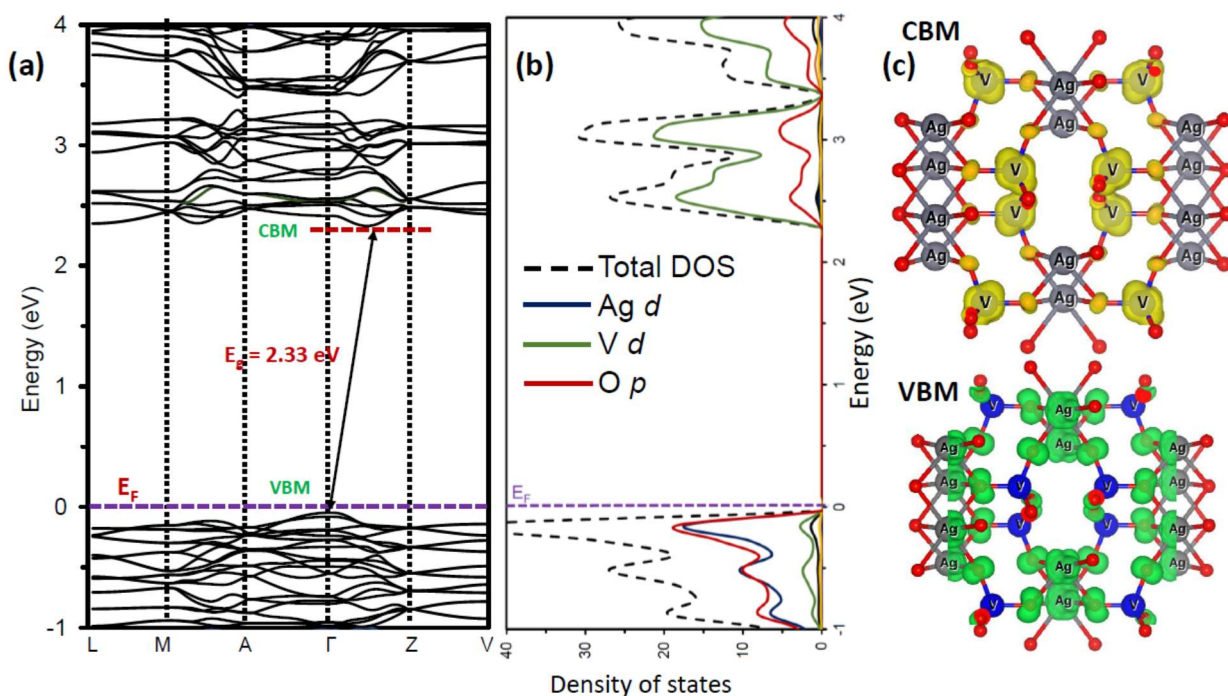 (a)
4
3
2
1
0
-1
Energy (eV)
CBM
E_g = 2.33 eV
E_F
VBM
L M A Γ Z V
(b)
Total DOS
Ag d
V d
O p
E_F
4
3
2
1
0
-1
Energy (eV)
40 30 20 10 0
Density of states
(c)
CBM
V Ag V
Ag Ag Ag
Ag V V Ag
Ag V V Ag
Ag Ag Ag
V Ag V
VBM
V Ag V
Ag Ag Ag
Ag V V Ag
Ag V V Ag
Ag Ag Ag
V Ag V